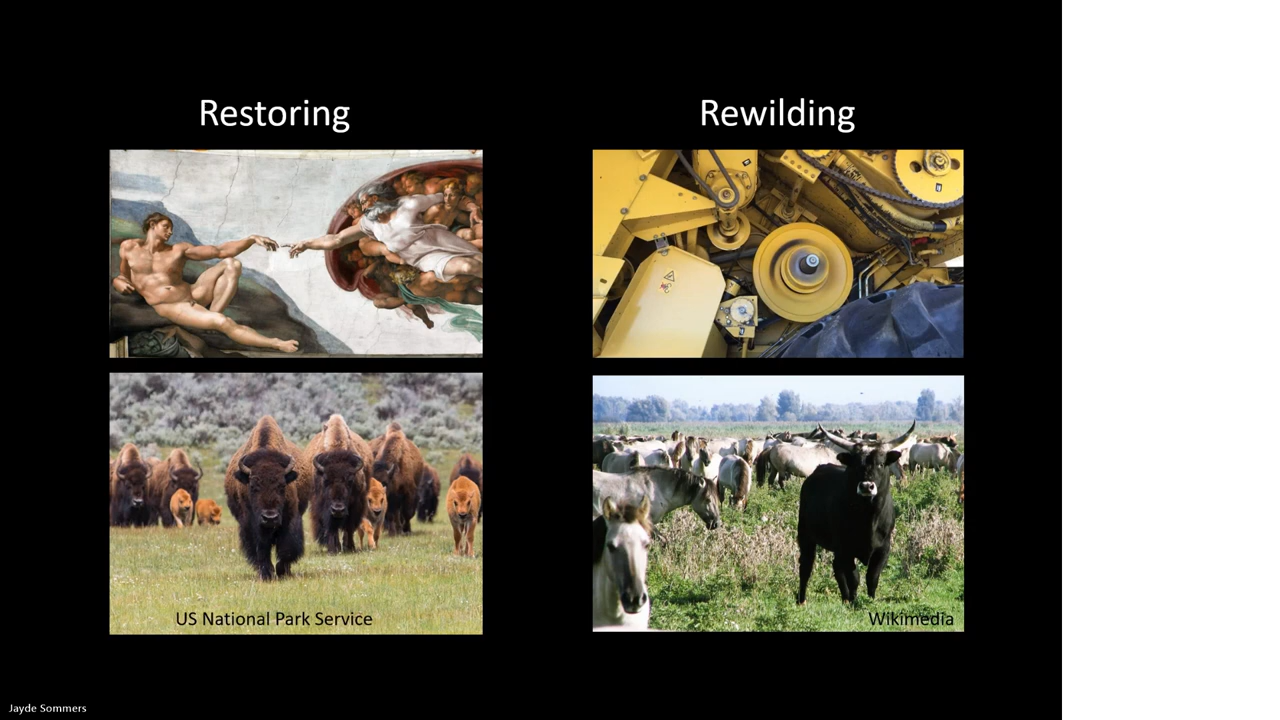 Restoring
Rewilding
US National Park Service
Wikimedia
Jayde Sommers